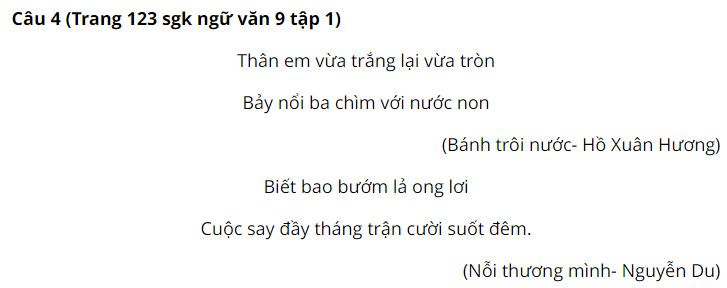 Câu 4 (Trang 123 sgk ngữ văn 9 tập 1)
Thân em vừa trắng lại vừa tròn
Bảy nổi ba chìm với nước non
(Bánh trôi nước- Hồ Xuân Hương)
Biết bao bướm lả ong lơi
Cuộc say đầy tháng trận cười suốt đêm.
(Nỗi thương mình- Nguyễn Du)